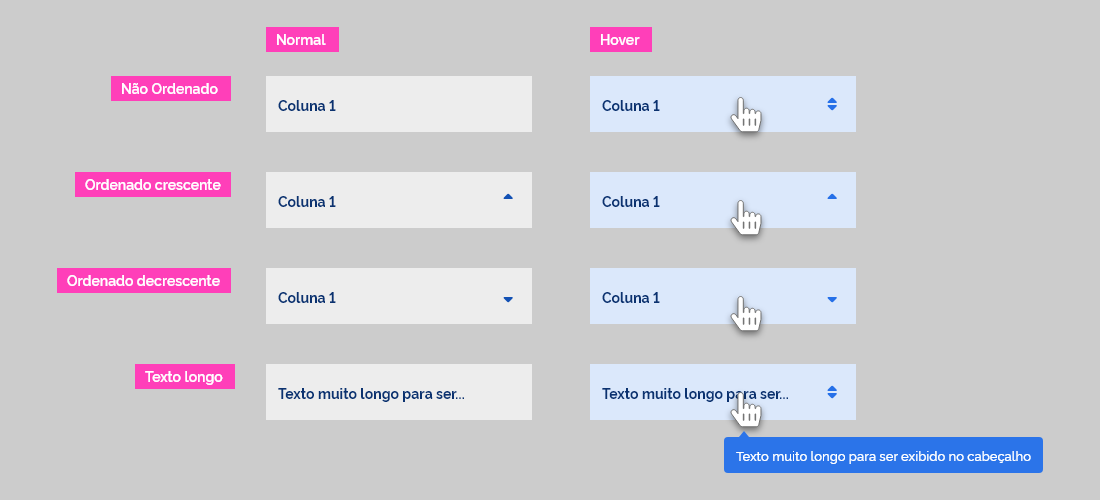 Normal
Hover
Não Ordenado
Coluna 1
Coluna 1
Ordenado crescente
Coluna 1
Coluna 1
Ordenado decrescente
Coluna 1
Coluna 1
Texto longo
Texto muito longo para ser...
Texto muito longo para ser...
Texto muito longo para ser exibido no cabeçalho